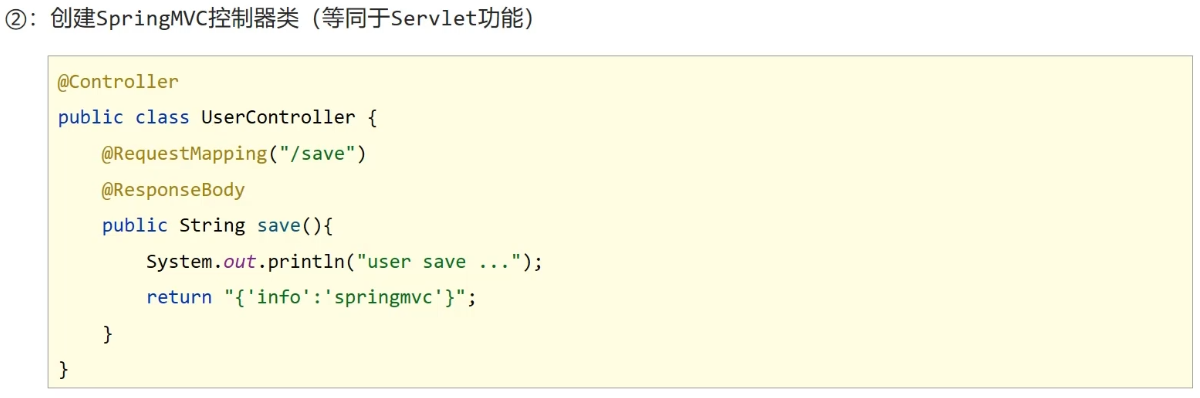 ②：创建SpringMVC控制器类（等同于Servlet功能）
@Controller
public class UserController {
    @RequestMapping("/save")
    @ResponseBody
    public String save(){
        System.out.println("user save ...");
        return "{'info':'springmvc'}";
    }
}